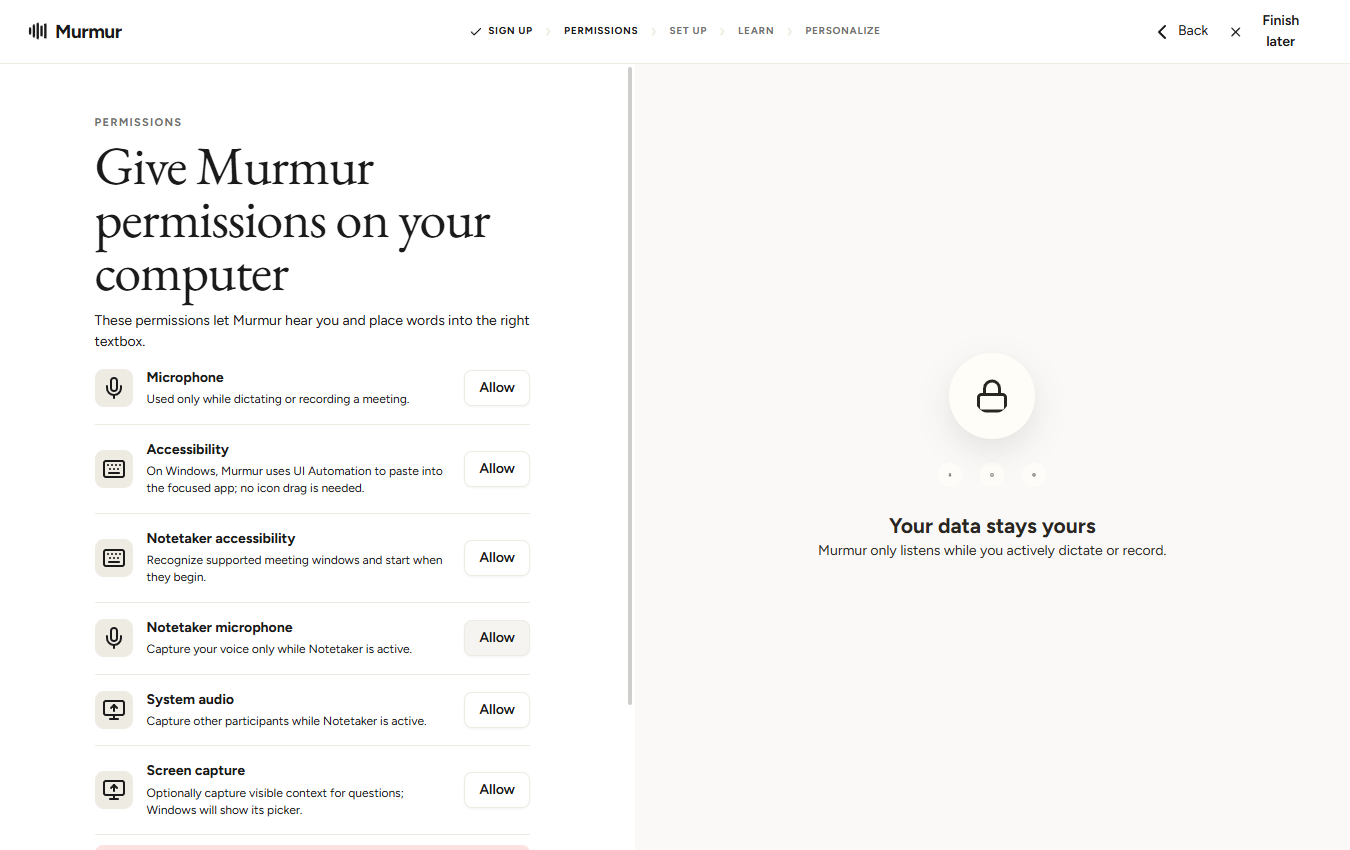 Murmur
SIGN UP
PERMISSIONS
SET UP
LEARN
PERSONALIZE
Back
Finish
later
PERMISSIONS
Give Murmur
permissions on your
computer
These permissions let Murmur hear you and place words into the right
textbox.
Microphone
Used only while dictating or recording a meeting.
Allow
Accessibility
On Windows, Murmur uses UI Automation to paste into
the focused app; no icon drag is needed.
Allow
Notetaker accessibility
Recognize supported meeting windows and start when
they begin.
Allow
Notetaker microphone
Capture your voice only while Notetaker is active.
Allow
System audio
Capture other participants while Notetaker is active.
Allow
Screen capture
Optionally capture visible context for questions;
Windows will show its picker.
Allow
Your data stays yours
Murmur only listens while you actively dictate or record.